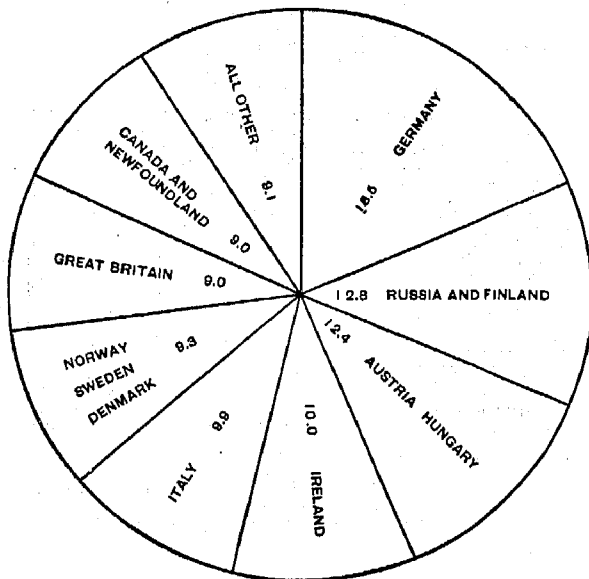 GERMANY
18.5
12.8 RUSSIA AND FINLAND
12.4 AUSTRIA HUNGARY
10.0 IRELAND
ITALY 9.9
NORWAY
SWEDEN
DENMARK
9.3
GREAT BRITAIN 9.0
CANADA AND
NEWFOUNDLAND
9.0
ALL OTHER 9.1